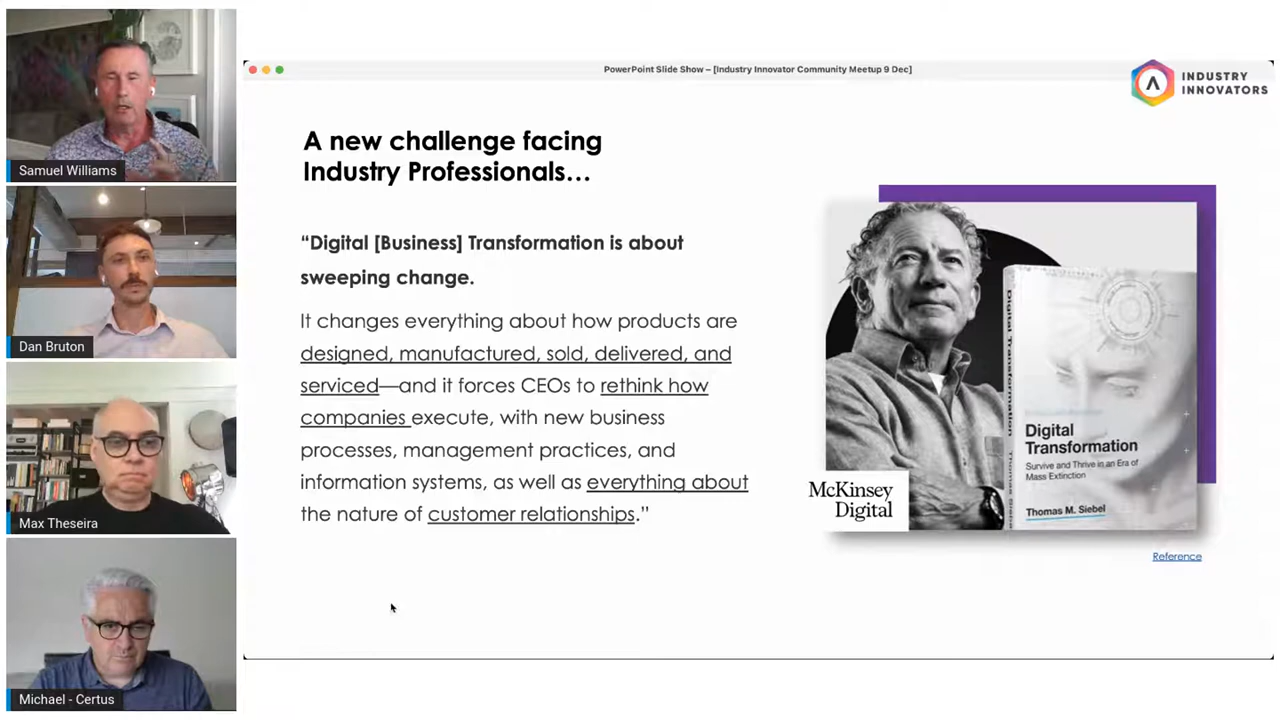 Samuel Williams
Dan Bruton
Max Theseira
Michael - Certus
PowerPoint Slide Show – [Industry Innovator Community Meetup 9 Dec]
INDUSTRY
INNOVATORS
A new challenge facing
Industry Professionals…
“Digital [Business] Transformation is about
sweeping change.
It changes everything about how products are
designed, manufactured, sold, delivered, and
serviced—and it forces CEOs to rethink how
companies execute, with new business
processes, management practices, and
information systems, as well as everything about
the nature of customer relationships.”
McKinsey
Digital
Digital Transformation
Digital
Transformation
Survive and Thrive in an Era of
Mass Extinction
Thomas M. Siebel
Reference